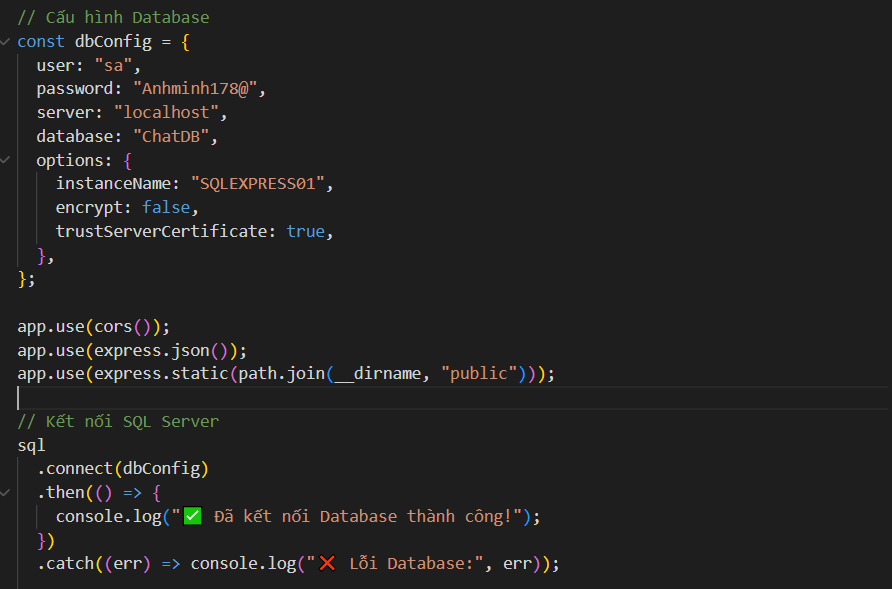 // Cấu hình Database
const dbConfig = {
user: "sa",
password: "Anhminh178@",
server: "localhost",
database: "ChatDB",
options: {
instanceName: "SQLEXPRESS01",
encrypt: false,
trustServerCertificate: true,
},
};
app.use(cors());
app.use(express.json());
app.use(express.static(path.join(__dirname, "public")));
// Kết nối SQL Server
sql
.connect(dbConfig)
.then(() => {
console.log("✅ Đã kết nối Database thành công!");
})
.catch((err) => console.log("❌ Lỗi Database:", err));